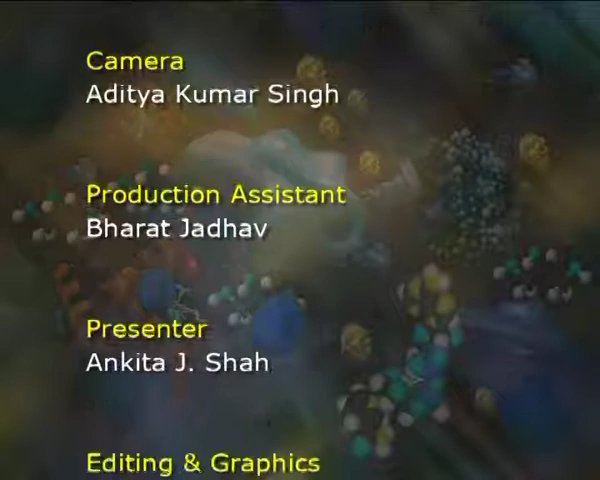 Camera
Aditya Kumar Singh
Production Assistant
Bharat Jadhav
Presenter
Ankita J. Shah
Editing & Graphics